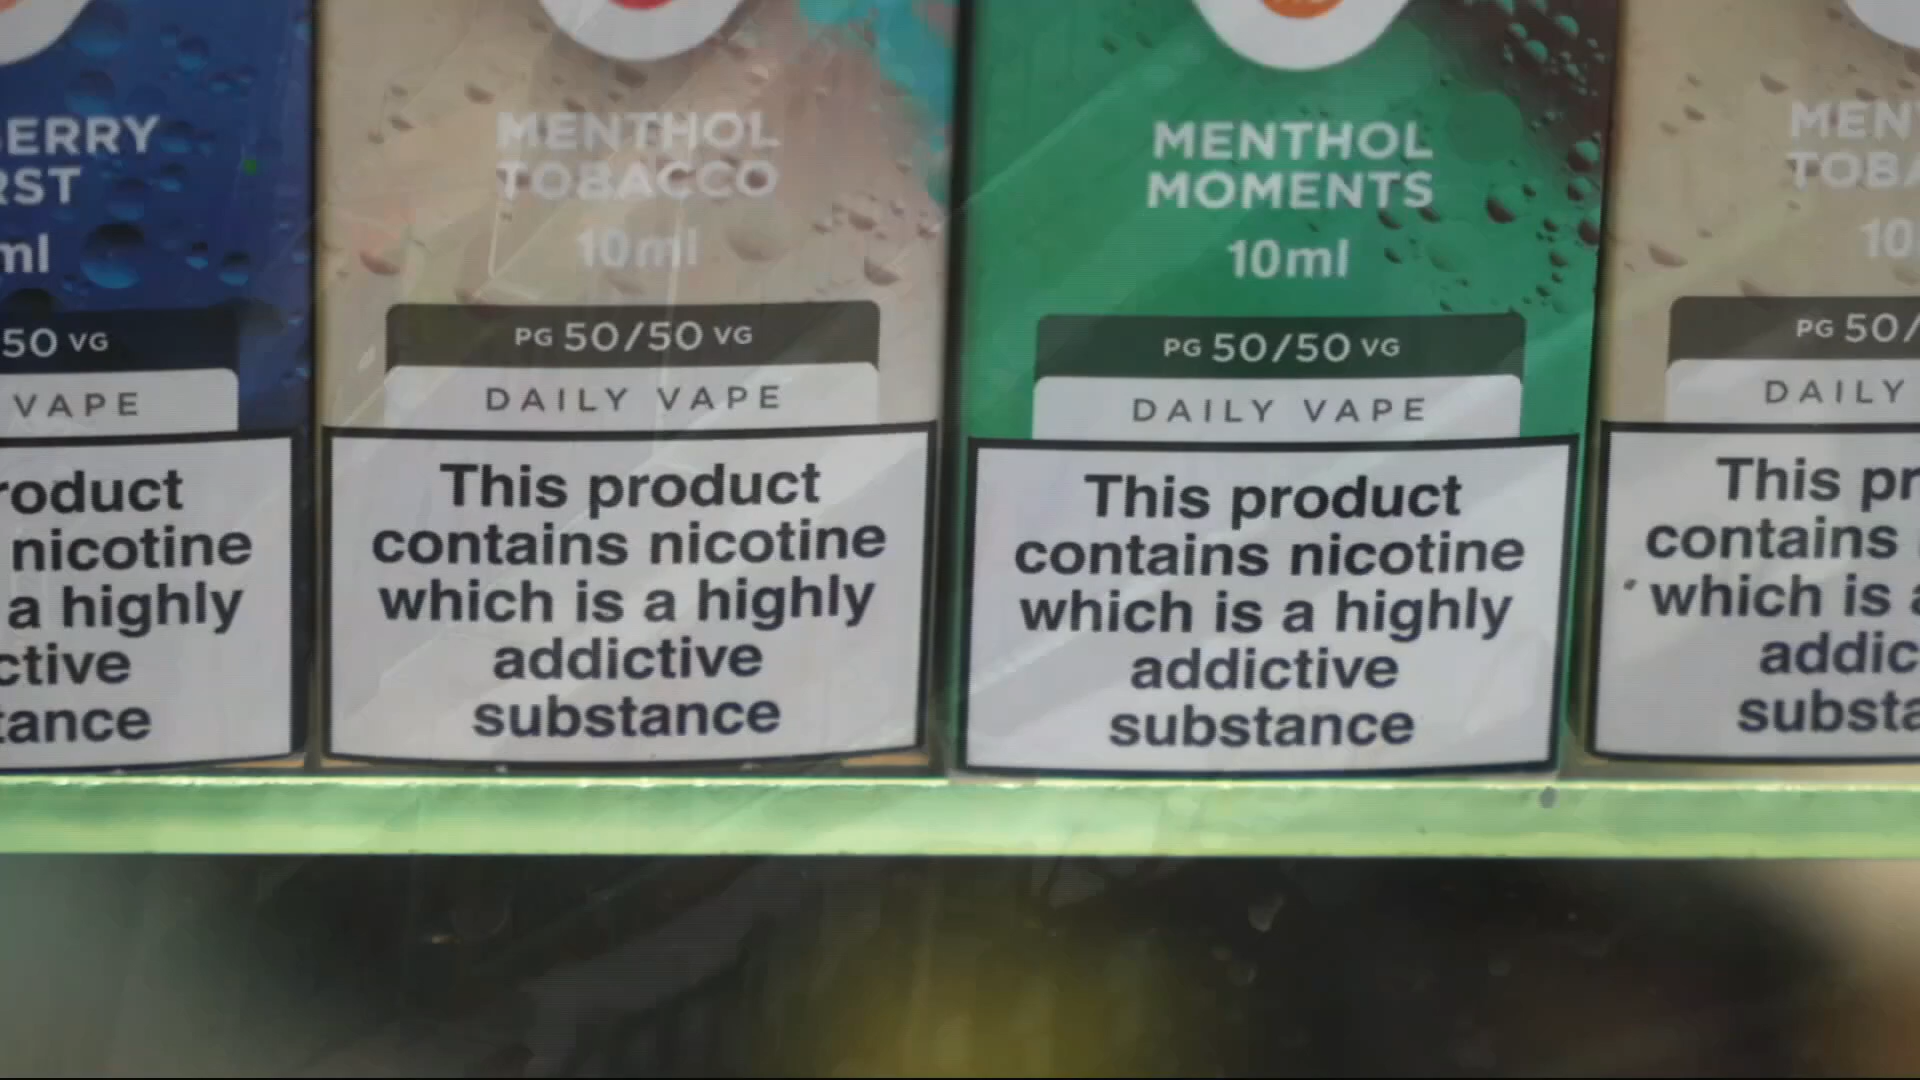 BERRY
RST
ml
50 VG
VAPE
roduct
nicotine
a highly
ctive
tance
MENTHOL
TOBACCO
10ml
PG 50/50 VG
DAILY VAPE
This product
contains nicotine
which is a highly
addictive
substance
MENTHOL
MOMENTS
10ml
PG 50/50 VG
DAILY VAPE
This product
contains nicotine
which is a highly
addictive
substance
MEN
TOBA
10
PG 50/
DAILY
This pr
contains
which is a
addic
substa